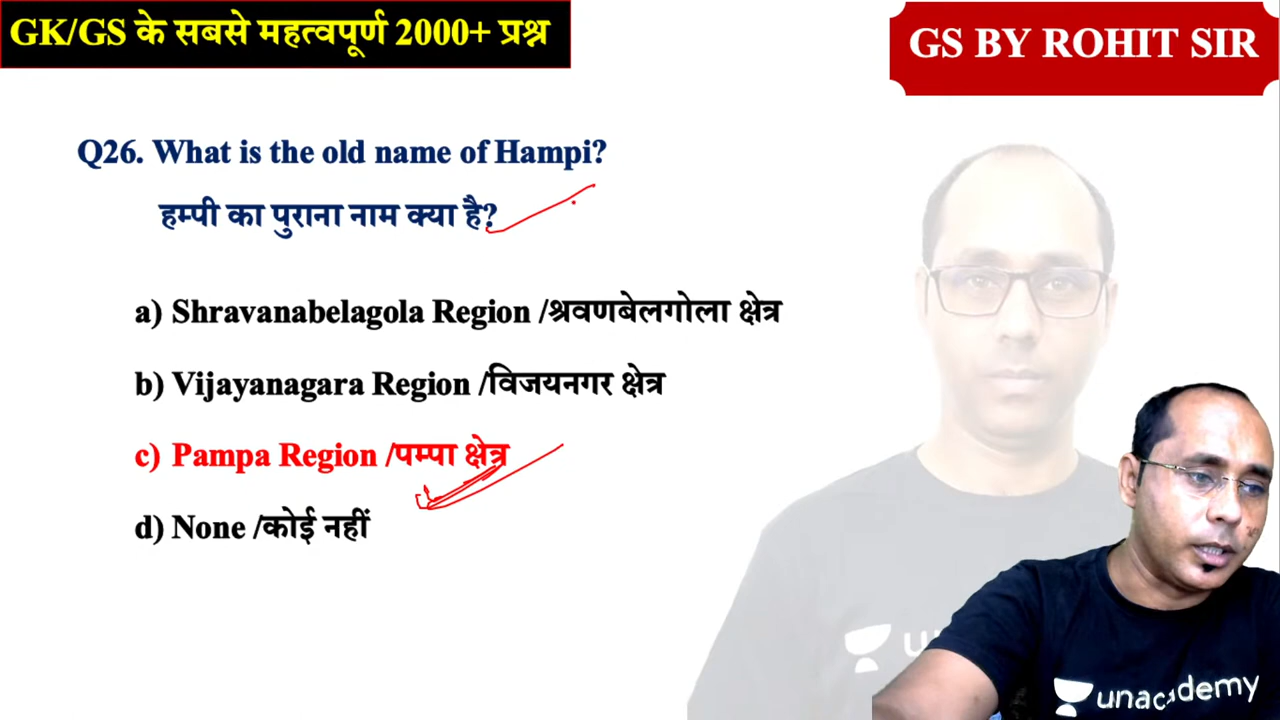 GK/GS के सबसे महत्वपूर्ण 2000+ प्रश्न
GS BY ROHIT SIR
Q26. What is the old name of Hampi?
हम्पी का पुराना नाम क्या है?
a) Shravanabelagola Region /श्रवणबेलगोला क्षेत्र
b) Vijayanagara Region /विजयनगर क्षेत्र
c) Pampa Region /पम्पा क्षेत्र
d) None /कोई नहीं
unacademy